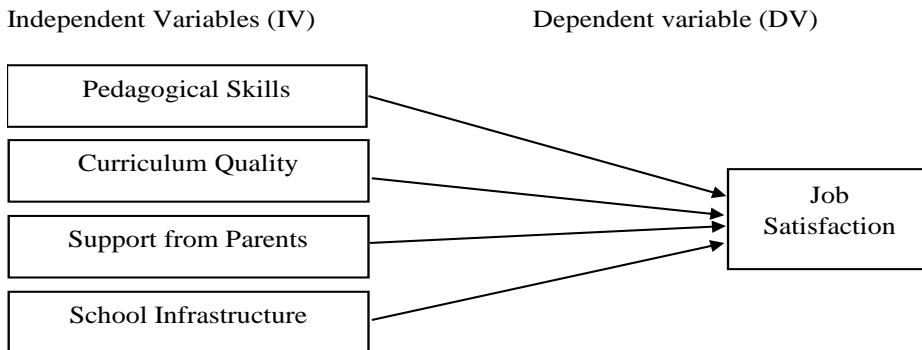 Independent Variables (IV)
Dependent variable (DV)
Pedagogical Skills
Curriculum Quality
Support from Parents
School Infrastructure
Job
Satisfaction